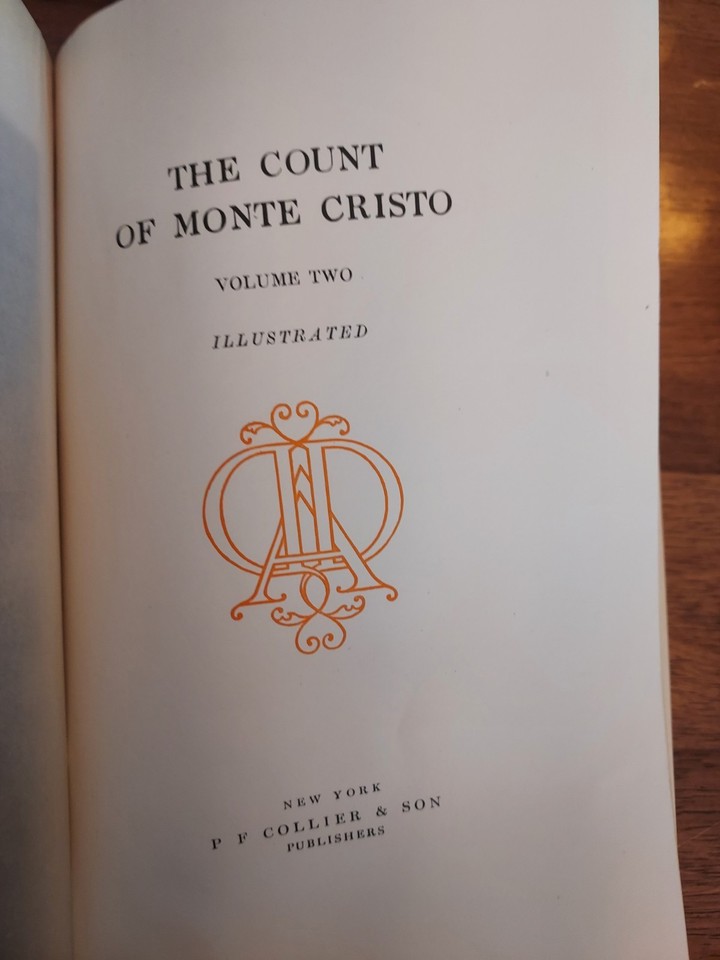 THE COUNT
OF MONTE CRISTO
VOLUME TWO
ILLUSTRATED
NEW YORK
P F COLLIER & SON
PUBLISHERS